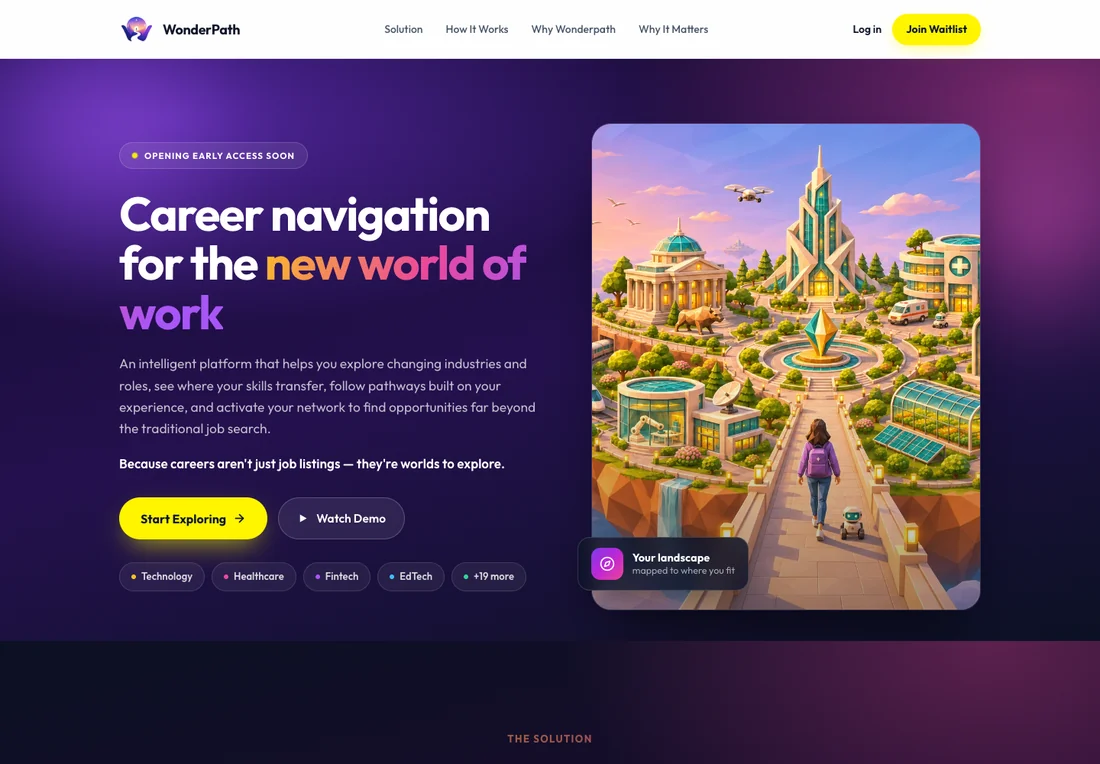 WonderPath
Solution
How It Works
Why Wonderpath
Why It Matters
Log in
Join Waitlist
OPENING EARLY ACCESS SOON
Career navigation
for the new world of
work
An intelligent platform that helps you explore changing industries and
roles, see where your skills transfer, follow pathways built on your
experience, and activate your network to find opportunities far beyond
the traditional job search.
Because careers aren't just job listings — they're worlds to explore.
Start Exploring →
Watch Demo
Technology
Healthcare
Fintech
EdTech
+19 more
Your landscape
mapped to where you fit
THE SOLUTION